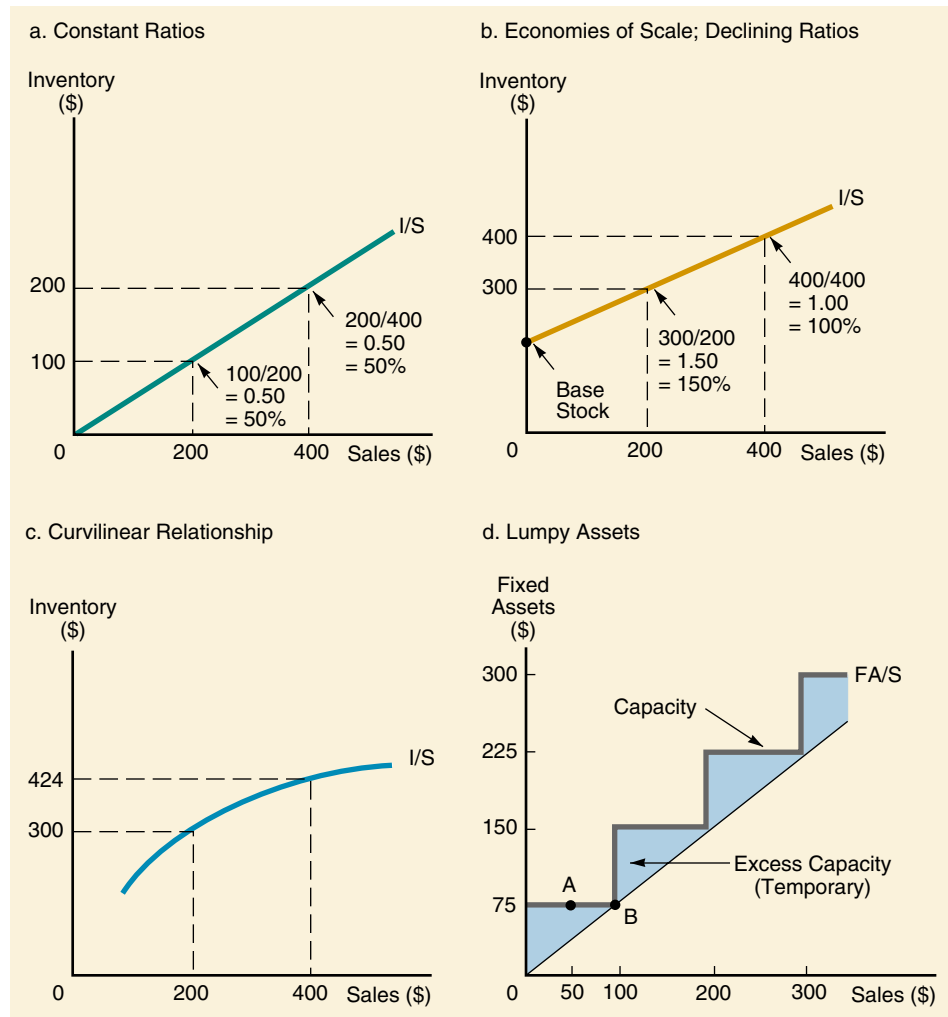 a. Constant Ratios
Inventory
($)
I/S
200
100
200/400
= 0.50
= 50%
100/200
= 0.50
= 50%
0
200
400
Sales ($)
b. Economies of Scale; Declining Ratios
Inventory
($)
I/S
400
300
400/400
= 1.00
= 100%
300/200
= 1.50
= 150%
Base
Stock
0
200
400
Sales ($)
c. Curvilinear Relationship
Inventory
($)
I/S
424
300
0
200
400
Sales ($)
d. Lumpy Assets
Fixed
Assets
($)
300
FA/S
Capacity
225
150
Excess Capacity
(Temporary)
A
75
B
0
50
100
200
300
Sales ($)